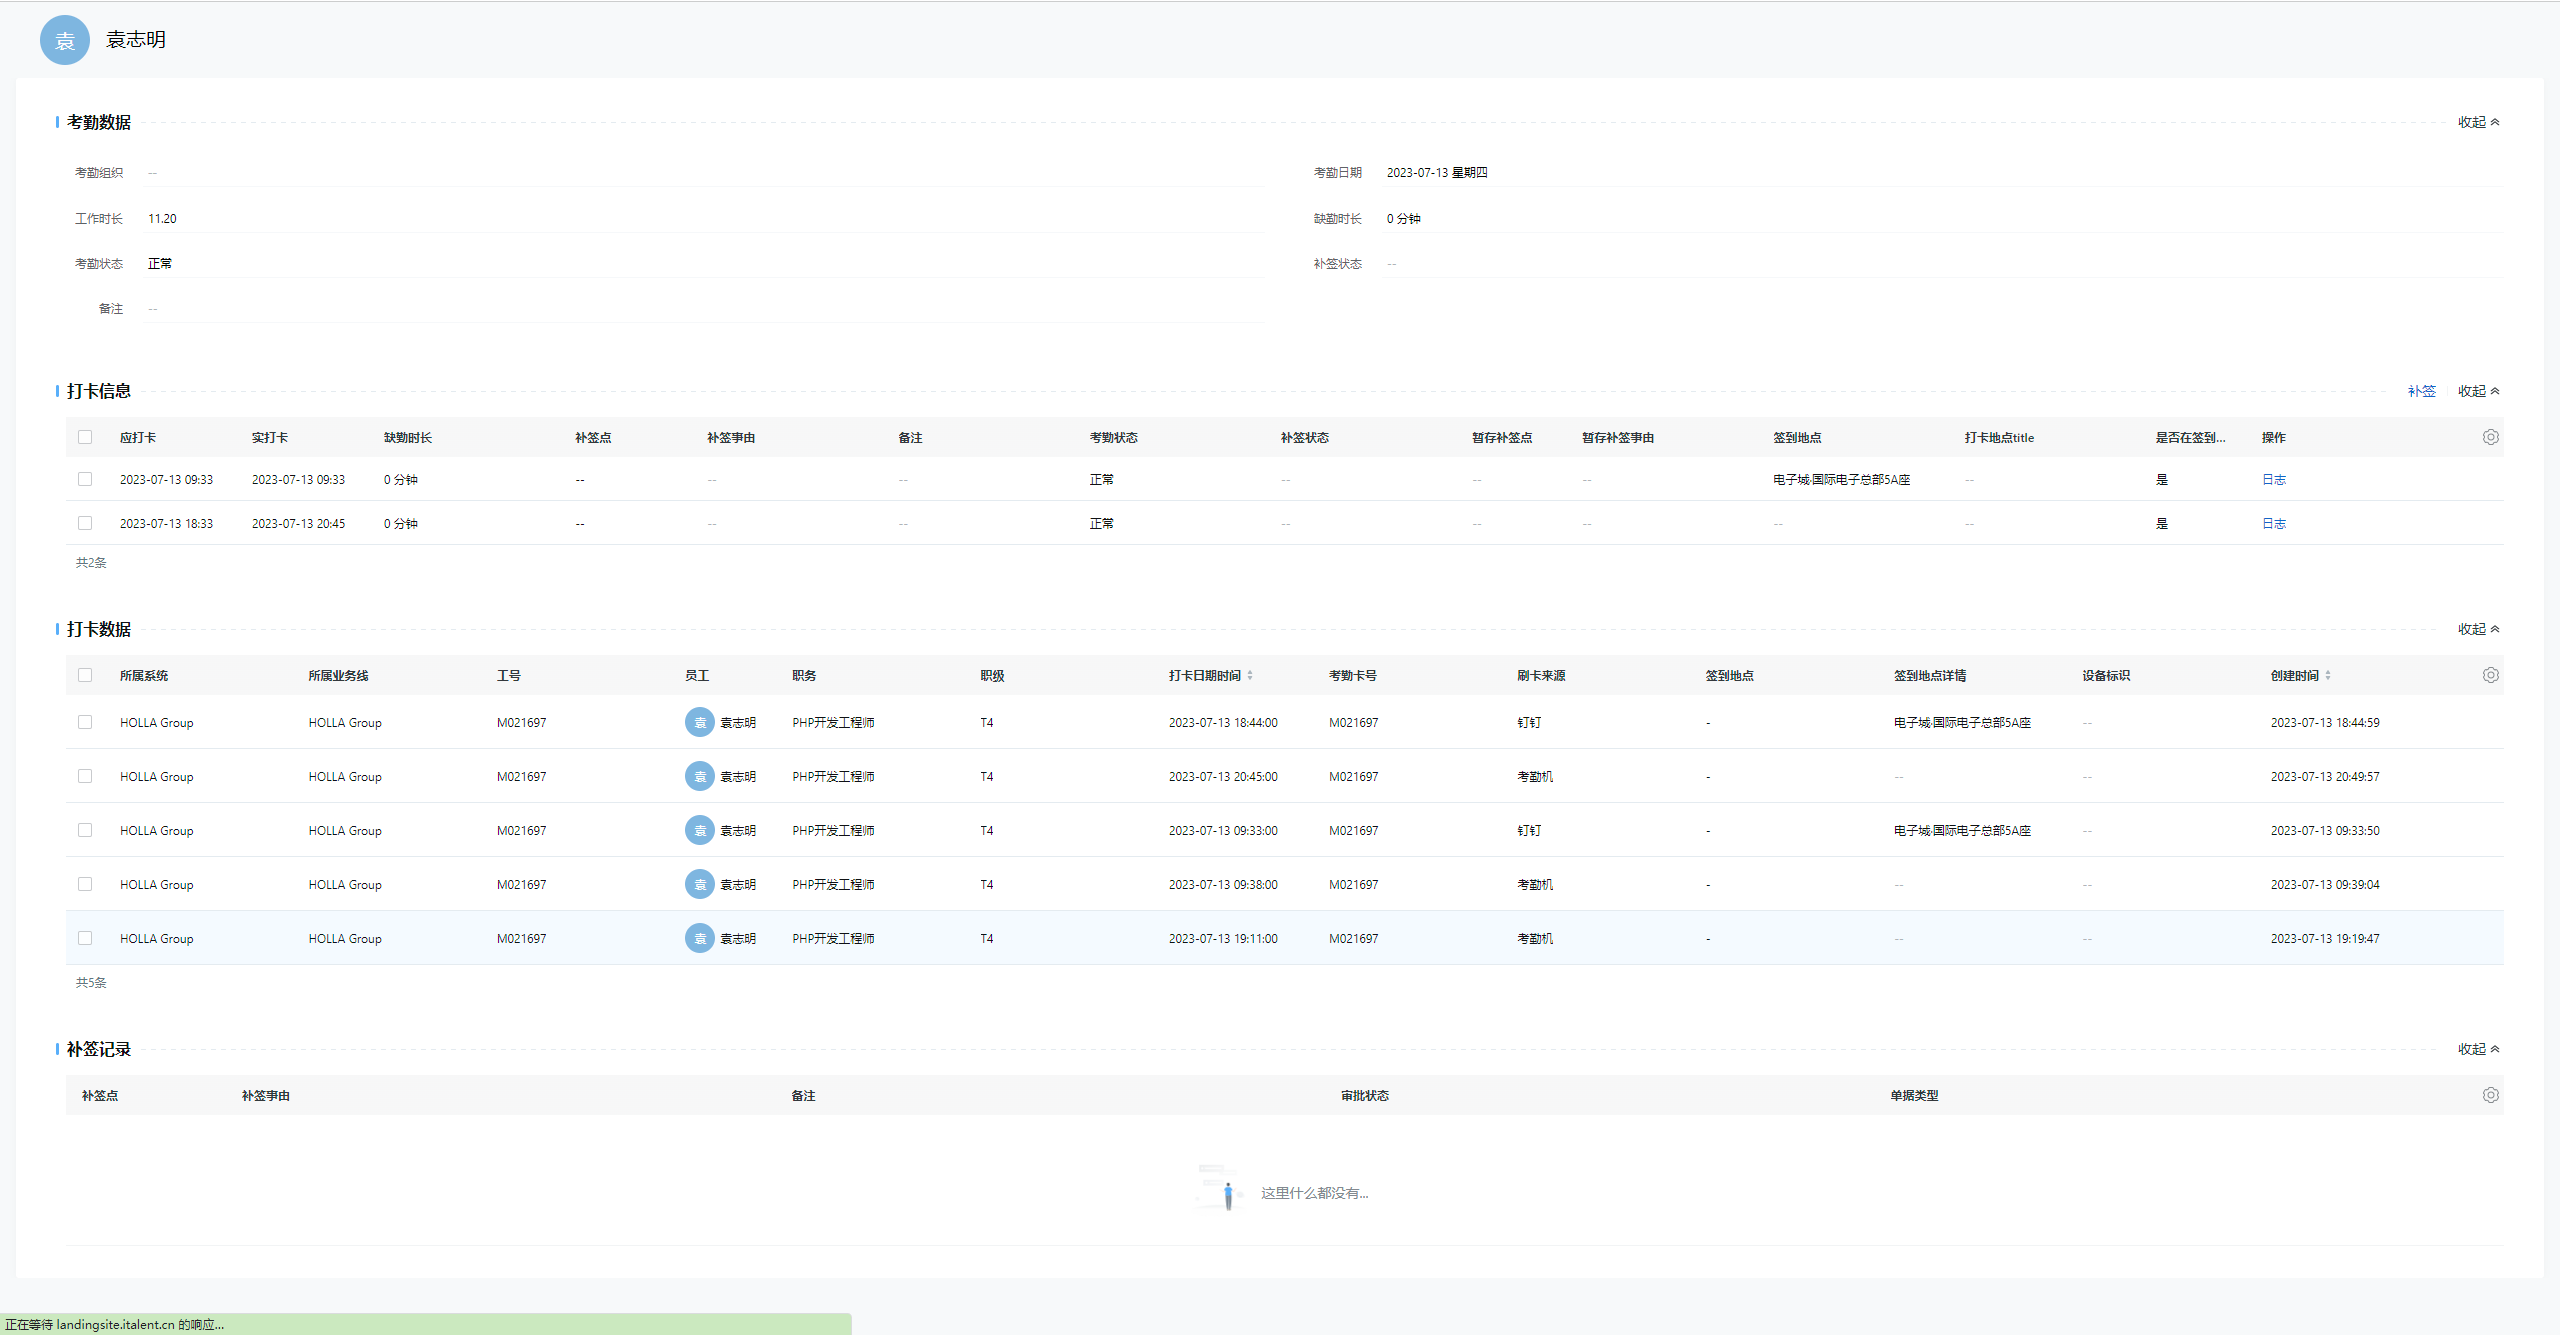 袁 袁志明
考勤数据 收起
考勤组织 -- 考勤日期 2023-07-13 星期四
工作时长 11.20 缺勤时长 0 分钟
考勤状态 正常 补签状态 --
备注 --
打卡信息 补签 收起
应打卡 实打卡 缺勤时长 补签点 补签事由 备注 考勤状态 补签状态 暂存补签点 暂存补签事由 签到地点 打卡地点title 是否在签到... 操作
2023-07-13 09:33 2023-07-13 09:33 0 分钟 -- -- -- 正常 -- -- -- 电子城·国际电子总部5A座 -- 是 日志
2023-07-13 18:33 2023-07-13 20:45 0 分钟 -- -- -- 正常 -- -- -- -- -- 是 日志
共2条
打卡数据 收起
所属系统 所属业务线 工号 员工 职务 职级 打卡日期时间 考勤卡号 刷卡来源 签到地点 签到地点详情 设备标识 创建时间
HOLLA Group HOLLA Group M021697 袁 袁志明 PHP开发工程师 T4 2023-07-13 18:44:00 M021697 钉钉 - 电子城·国际电子总部5A座 -- 2023-07-13 18:44:59
HOLLA Group HOLLA Group M021697 袁 袁志明 PHP开发工程师 T4 2023-07-13 20:45:00 M021697 考勤机 - -- -- 2023-07-13 20:49:57
HOLLA Group HOLLA Group M021697 袁 袁志明 PHP开发工程师 T4 2023-07-13 09:33:00 M021697 钉钉 - 电子城·国际电子总部5A座 -- 2023-07-13 09:33:50
HOLLA Group HOLLA Group M021697 袁 袁志明 PHP开发工程师 T4 2023-07-13 09:38:00 M021697 考勤机 - -- -- 2023-07-13 09:39:04
HOLLA Group HOLLA Group M021697 袁 袁志明 PHP开发工程师 T4 2023-07-13 19:11:00 M021697 考勤机 - -- -- 2023-07-13 19:19:47
共5条
补签记录 收起
补签点 补签事由 备注 审批状态 单据类型
这里什么都没有...
正在等待 landingsite.italent.cn 的响应...